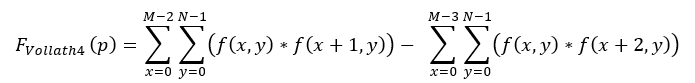 F_{Vollath4}(p) = \sum_{x=0}^{M-2} \sum_{y=0}^{N-1} (f(x,y) * f(x+1,y)) - \sum_{x=0}^{M-3} \sum_{y=0}^{N-1} (f(x,y) * f(x+2,y))